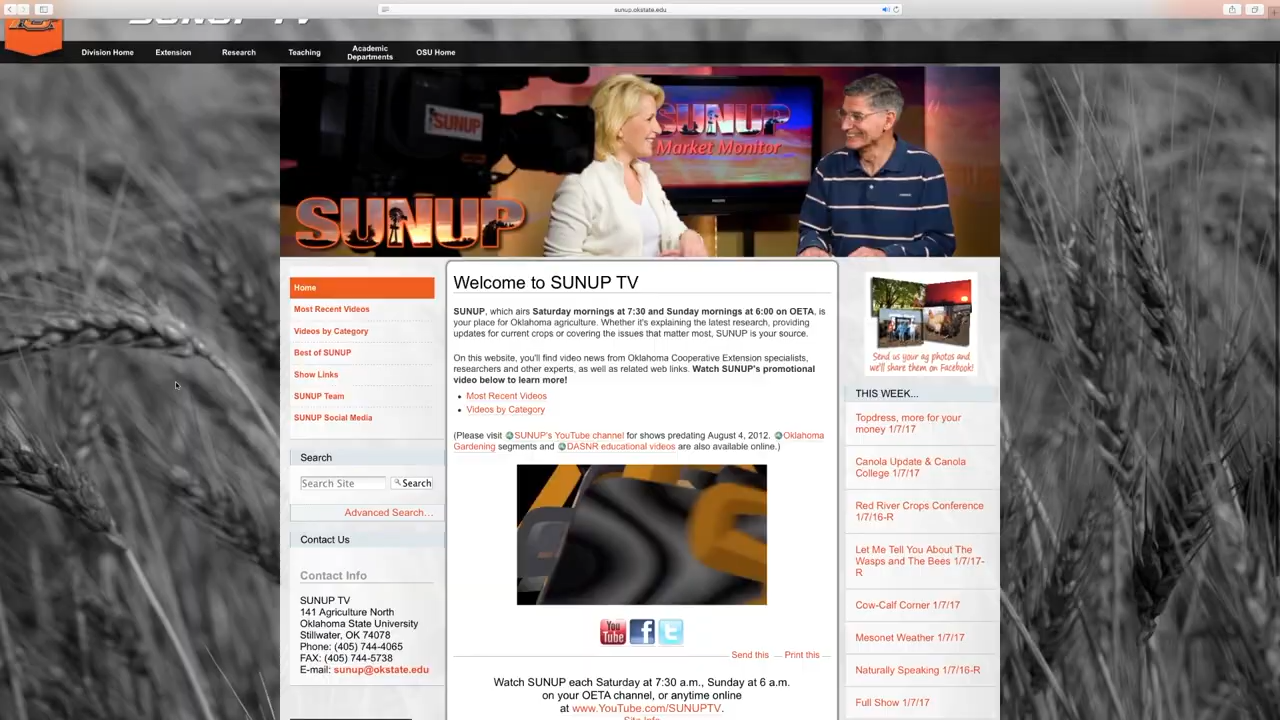 sunup.okstate.edu
SUNUP TV
Division Home
Extension
Research
Teaching
Academic
Departments
OSU Home
SUNUP
SUNUP
Market Monitor
SUNUP
Home
Most Recent Videos
Videos by Category
Best of SUNUP
Show Links
SUNUP Team
SUNUP Social Media
Search
Search Site
Search
Advanced Search...
Contact Us
Contact Info
SUNUP TV
141 Agriculture North
Oklahoma State University
Stillwater, OK 74078
Phone: (405) 744-4065
FAX: (405) 744-5738
E-mail: sunup@okstate.edu
Welcome to SUNUP TV
SUNUP, which airs Saturday mornings at 7:30 and Sunday mornings at 6:00 on OETA, is
your place for Oklahoma agriculture. Whether it's explaining the latest research, providing
updates for current crops or covering the issues that matter most, SUNUP is your source.
On this website, you'll find video news from Oklahoma Cooperative Extension specialists,
researchers and other experts, as well as related web links. Watch SUNUP's promotional
video below to learn more!
• Most Recent Videos
• Videos by Category
(Please visit SUNUP's YouTube channel for shows predating August 4, 2012. Oklahoma
Gardening segments and DASNR educational videos are also available online.)
You
Tube
f
t
Send this
Print this
Watch SUNUP each Saturday at 7:30 a.m., Sunday at 6 a.m.
on your OETA channel, or anytime online
at www.YouTube.com/SUNUPTV.
Site Info
Send us your ag photos and
we'll share them on Facebook!
THIS WEEK...
Topdress, more for your
money 1/7/17
Canola Update & Canola
College 1/7/17
Red River Crops Conference
1/7/16-R
Let Me Tell You About The
Wasps and The Bees 1/7/17-
R
Cow-Calf Corner 1/7/17
Mesonet Weather 1/7/17
Naturally Speaking 1/7/16-R
Full Show 1/7/17